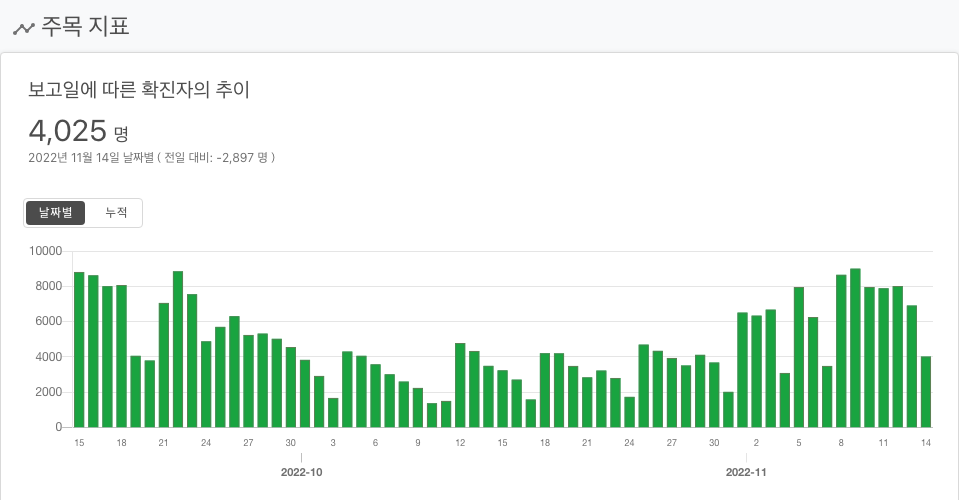 주목 지표
보고일에 따른 확진자의 추이
4,025 명
2022년 11월 14일 날짜별 ( 전일 대비: -2,897 명 )
날짜별 누적
10000
8000
6000
4000
2000
0
15 18 21 24 27 30 3 6 9 12 15 18 21 24 27 30 2 5 8 11 14
2022-10 2022-11